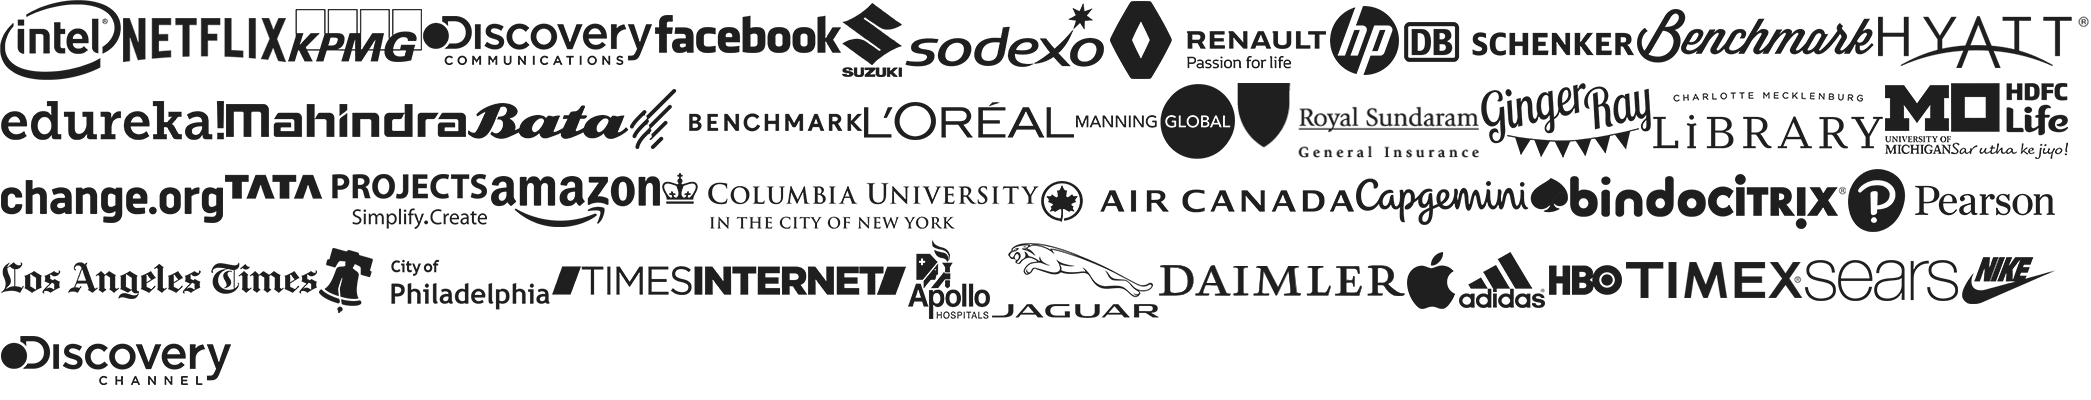 intel® NETFLIX KPMG Discovery COMMUNICATIONS facebook SUZUKI sodexo RENAULT Passion for life hp DB SCHENKER Benchmark HYATT®
edureka! Mahindra Bata BENCHMARK L'ORÉAL MANNING GLOBAL Royal Sundaram General Insurance Ginger Ray CHARLOTTE MECKLENBURG LiBRARY M UNIVERSITY OF MICHIGAN HDFC Life Sar utha ke jiyo!
change.org TATA PROJECTS Simplify.Create amazon COLUMBIA UNIVERSITY IN THE CITY OF NEW YORK AIR CANADA Capgemini bindo CiTRIX® Pearson
Los Angeles Times City of Philadelphia TIMESINTERNET Apollo HOSPITALS JAGUAR DAIMLER adidas® HBO TIMEX® sears NIKE
Discovery CHANNEL